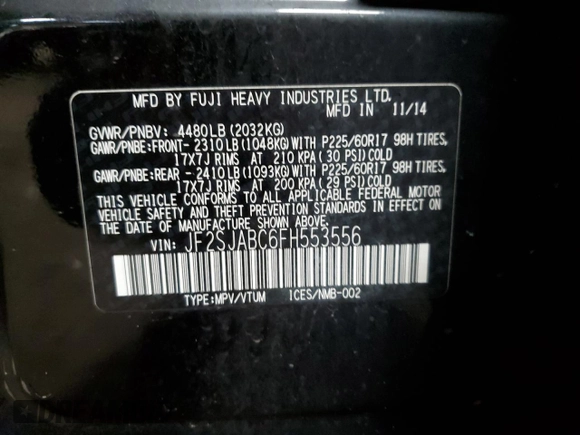 MFD BY FUJI HEAVY INDUSTRIES LTD.
MFD IN 11/14
GVWR/PNBV: 4480LB(2032KG)
GAWR/PNBE:FRONT- 2310LB(1048KG)WITH P225/60R17 98H TIRES,
17X7J RIMS AT 210 KPA(30 PSI)COLD
GAWR/PNBE:REAR - 2410LB(1093KG)WITH P225/60R17 98H TIRES,
17X7J RIMS AT 200 KPA(29 PSI)COLD
THIS VEHICLE CONFORMS TO ALL APPLICABLE FEDERAL MOTOR
VEHICLE SAFETY AND THEFT PREVENTION STANDARDS IN EFFECT ON
THE DATE OF MANUFACTURE SHOWN ABOVE.
VIN: JF2SJABC6FH553556
TYPE:MPV/VTUM ICES/NMB-002